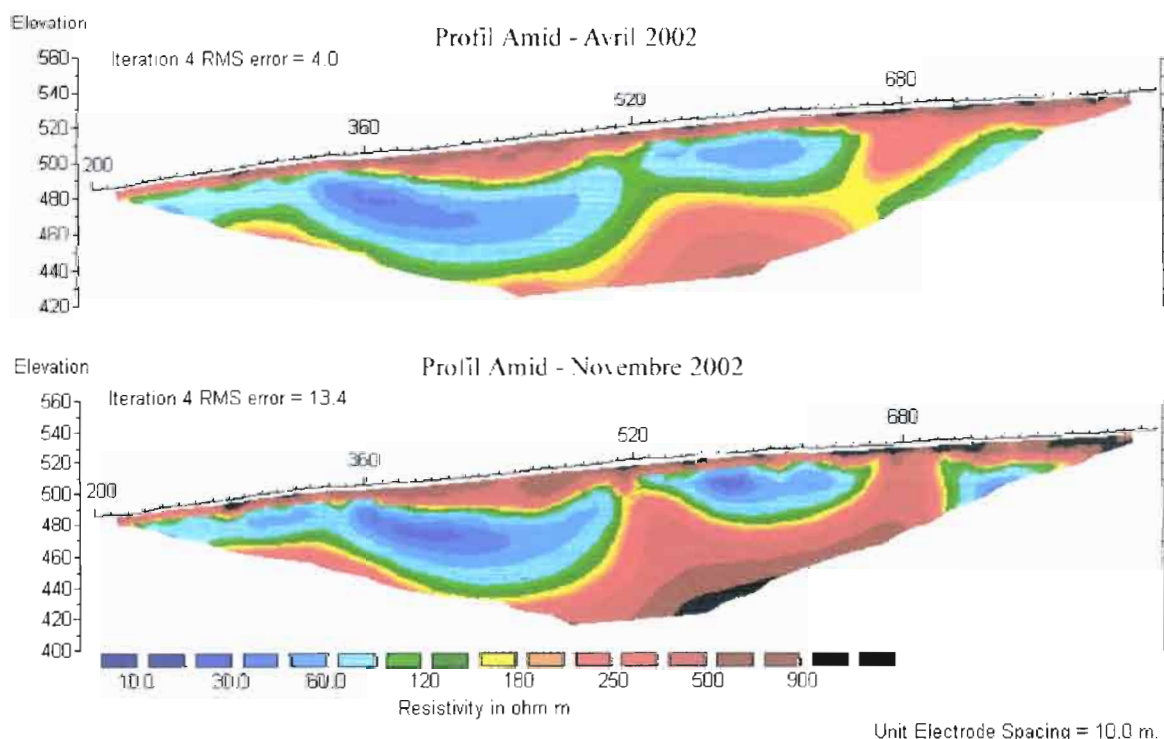 Elevation
Profil Amid - Avril 2002
Iteration 4 RMS error = 4.0
560
540
520
500
480
460
440
420
200
360
520
680
Elevation
Profil Amid - Novembre 2002
Iteration 4 RMS error = 13.4
560
540
520
500
480
460
440
420
400
200
360
520
680
10.0 30.0 60.0 120 180 250 500 900
Resistivity in ohm m
Unit Electrode Spacing = 10.0 m.